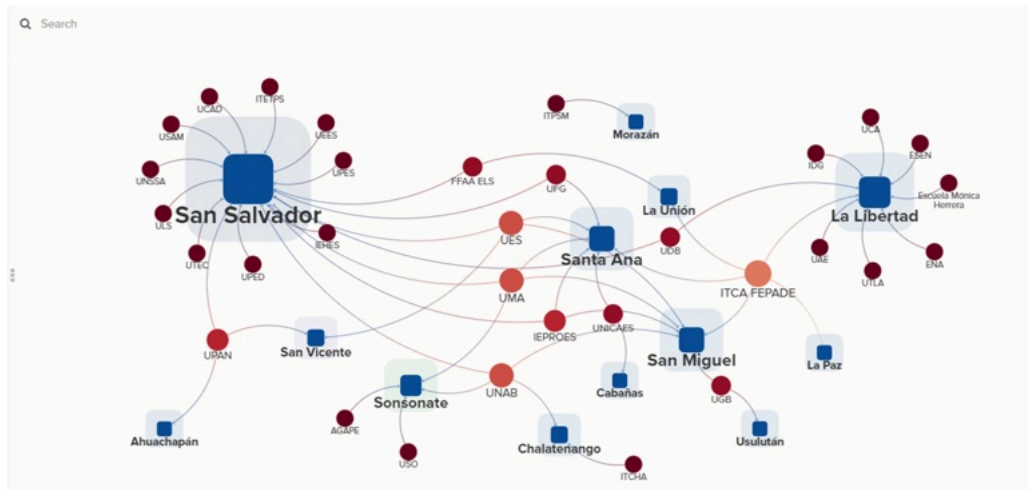 Search
ITETPS
UCAD
USAM
UEES
UNSSA
UPES
ULS
San Salvador
IEHES
UTEC
UPED
ITPSM
Morazán
FFAA ELS
UFG
La Unión
UES
Santa Ana
UDB
UMA
ITCA FEPADE
IEPROES
UNICAES
UCA
ESEN
IDG
Escuela Mónica
Herrera
La Libertad
UAE
ENA
UTLA
UPAN
San Vicente
San Miguel
La Paz
Sonsonate
UNAB
Cabañas
UGB
Ahuachapán
AGAPE
USO
Chalatenango
ITCHA
Usulután